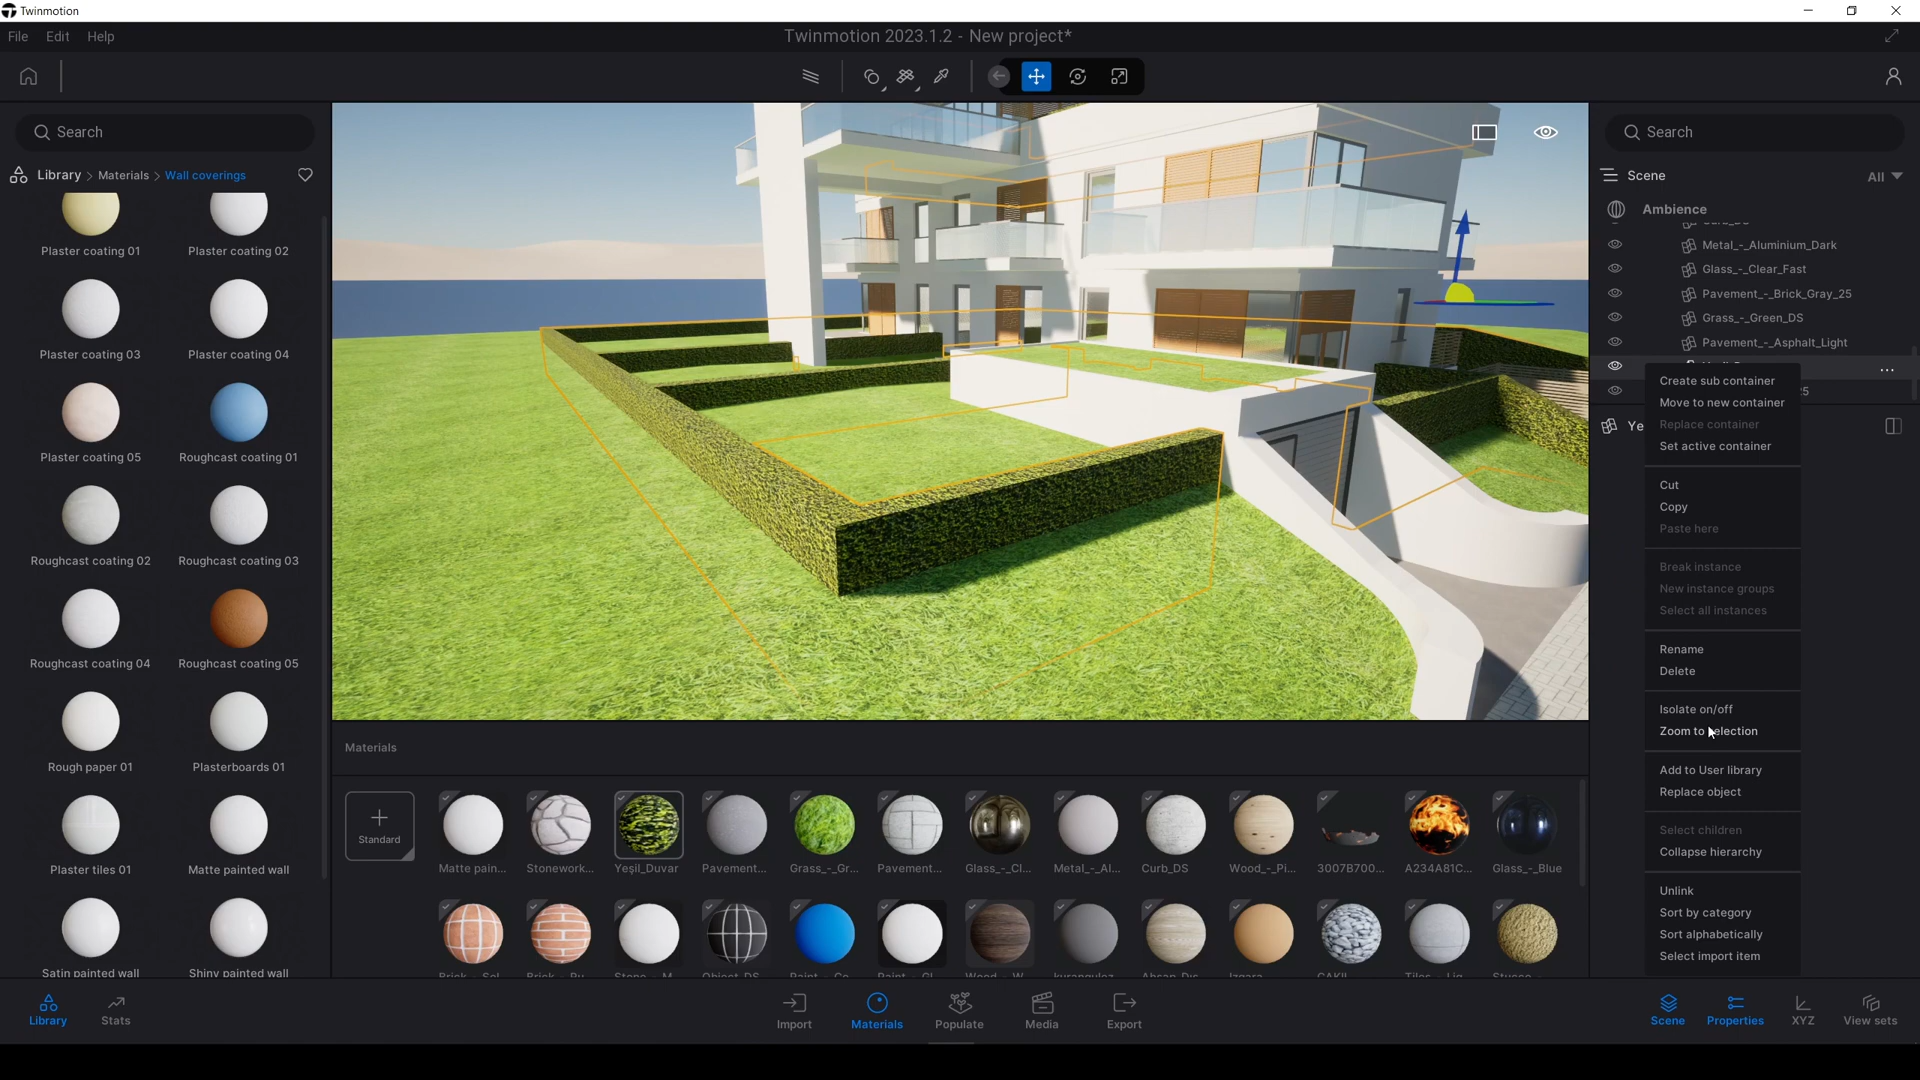 Twinmotion
File Edit Help
Twinmotion 2023.1.2 - New project*
Search
Library > Materials > Wall coverings
Plaster coating 01
Plaster coating 02
Plaster coating 03
Plaster coating 04
Plaster coating 05
Roughcast coating 01
Roughcast coating 02
Roughcast coating 03
Roughcast coating 04
Roughcast coating 05
Rough paper 01
Plasterboards 01
Plaster tiles 01
Matte painted wall
Satin painted wall
Shiny painted wall
Materials
+
Standard
Matte pain...
Stonework...
Yeşil_Duvar
Pavement...
Grass_-_Gr...
Pavement...
Glass_-_Cl...
Metal_-_Al...
Curb_DS
Wood_-_Pi...
3007B700...
A234A81C...
Glass_-_Blue
Search
Scene
All
Ambience
Metal_-_Aluminium_Dark
Glass_-_Clear_Fast
Pavement_-_Brick_Gray_25
Grass_-_Green_DS
Pavement_-_Asphalt_Light
...
25
Ye
Create sub container
Move to new container
Replace container
Set active container
Cut
Copy
Paste here
Break instance
New instance groups
Select all instances
Rename
Delete
Isolate on/off
Zoom to selection
Add to User library
Replace object
Select children
Collapse hierarchy
Unlink
Sort by category
Sort alphabetically
Select import item
Library
Stats
Import
Materials
Populate
Media
Export
Scene
Properties
XYZ
View sets